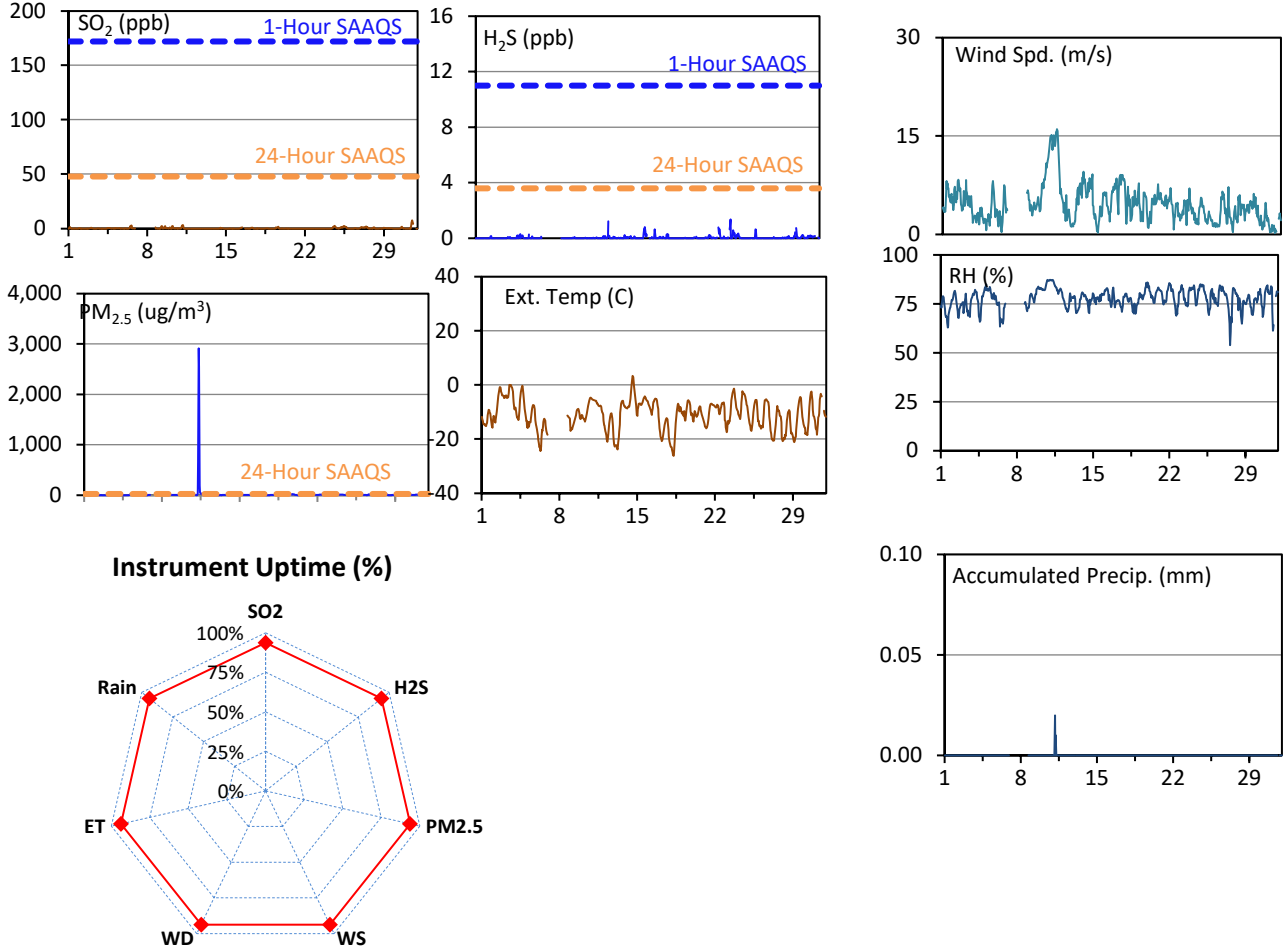 SO2 (ppb)
200
150
100
50
0
1-Hour SAAQS
24-Hour SAAQS
1 8 15 22 29
H2S (ppb)
16
12
8
4
0
1-Hour SAAQS
24-Hour SAAQS
Wind Spd. (m/s)
30
15
0
PM2.5 (ug/m3)
4,000
3,000
2,000
1,000
0
24-Hour SAAQS
Ext. Temp (C)
40
20
0
-20
-40
1 8 15 22 29
RH (%)
100
75
50
25
0
1 8 15 22 29
Instrument Uptime (%)
SO2
H2S
PM2.5
WS
WD
ET
Rain
100%
75%
50%
25%
0%
Accumulated Precip. (mm)
0.10
0.05
0.00
1 8 15 22 29